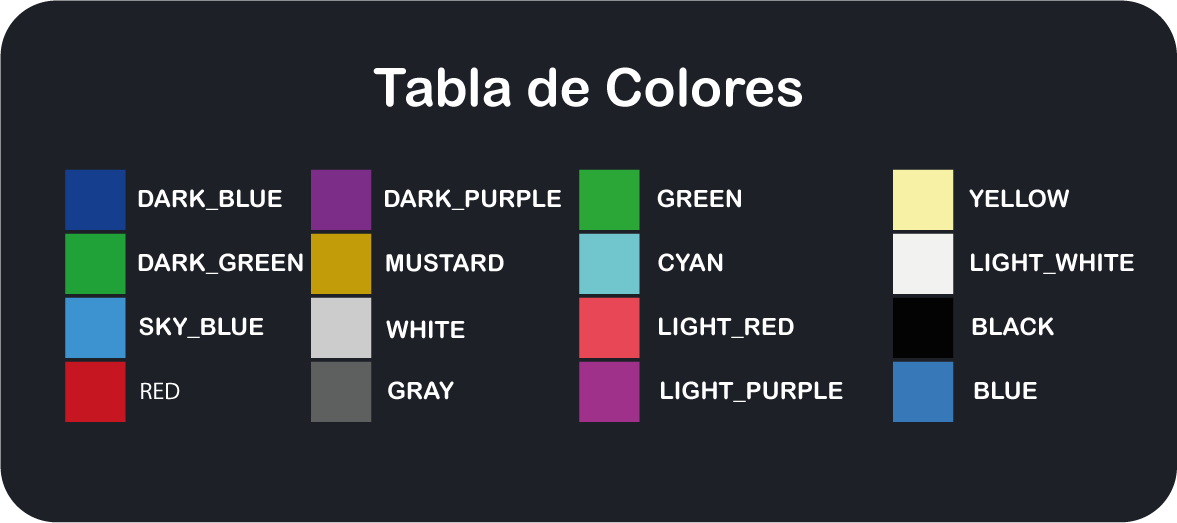 Tabla de Colores
DARK_BLUE DARK_PURPLE GREEN YELLOW
DARK_GREEN MUSTARD CYAN LIGHT_WHITE
SKY_BLUE WHITE LIGHT_RED BLACK
RED GRAY LIGHT_PURPLE BLUE